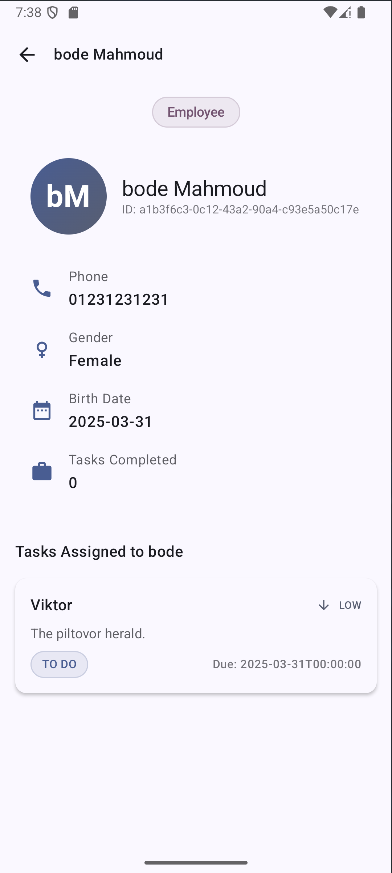 7:38
bode Mahmoud
Employee
bM
bode Mahmoud
ID: a1b3f6c3-0c12-43a2-90a4-c93e5a50c17e
Phone
01231231231
Gender
Female
Birth Date
2025-03-31
Tasks Completed
0
Tasks Assigned to bode
Viktor
LOW
The piltovor herald.
TO DO
Due: 2025-03-31T00:00:00